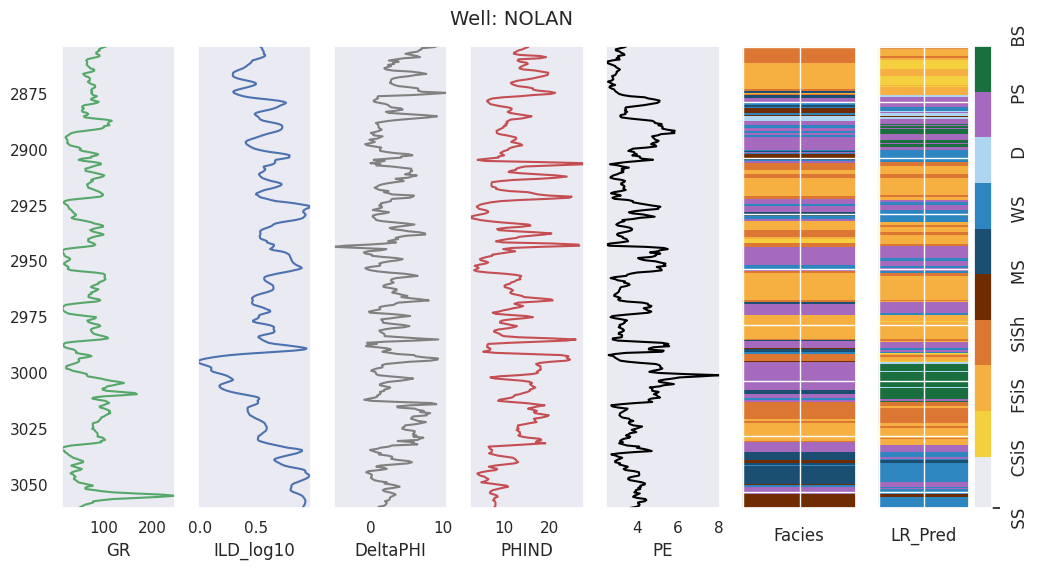 Well: NOLAN
2875
2900
2925
2950
2975
3000
3025
3050
100 200
GR
0.0 0.5
ILD_log10
0 10
DeltaPHI
10 20
PHIND
4 6 8
PE
Facies
LR_Pred
SS CSiS FSiS SiSh MS WS D PS BS